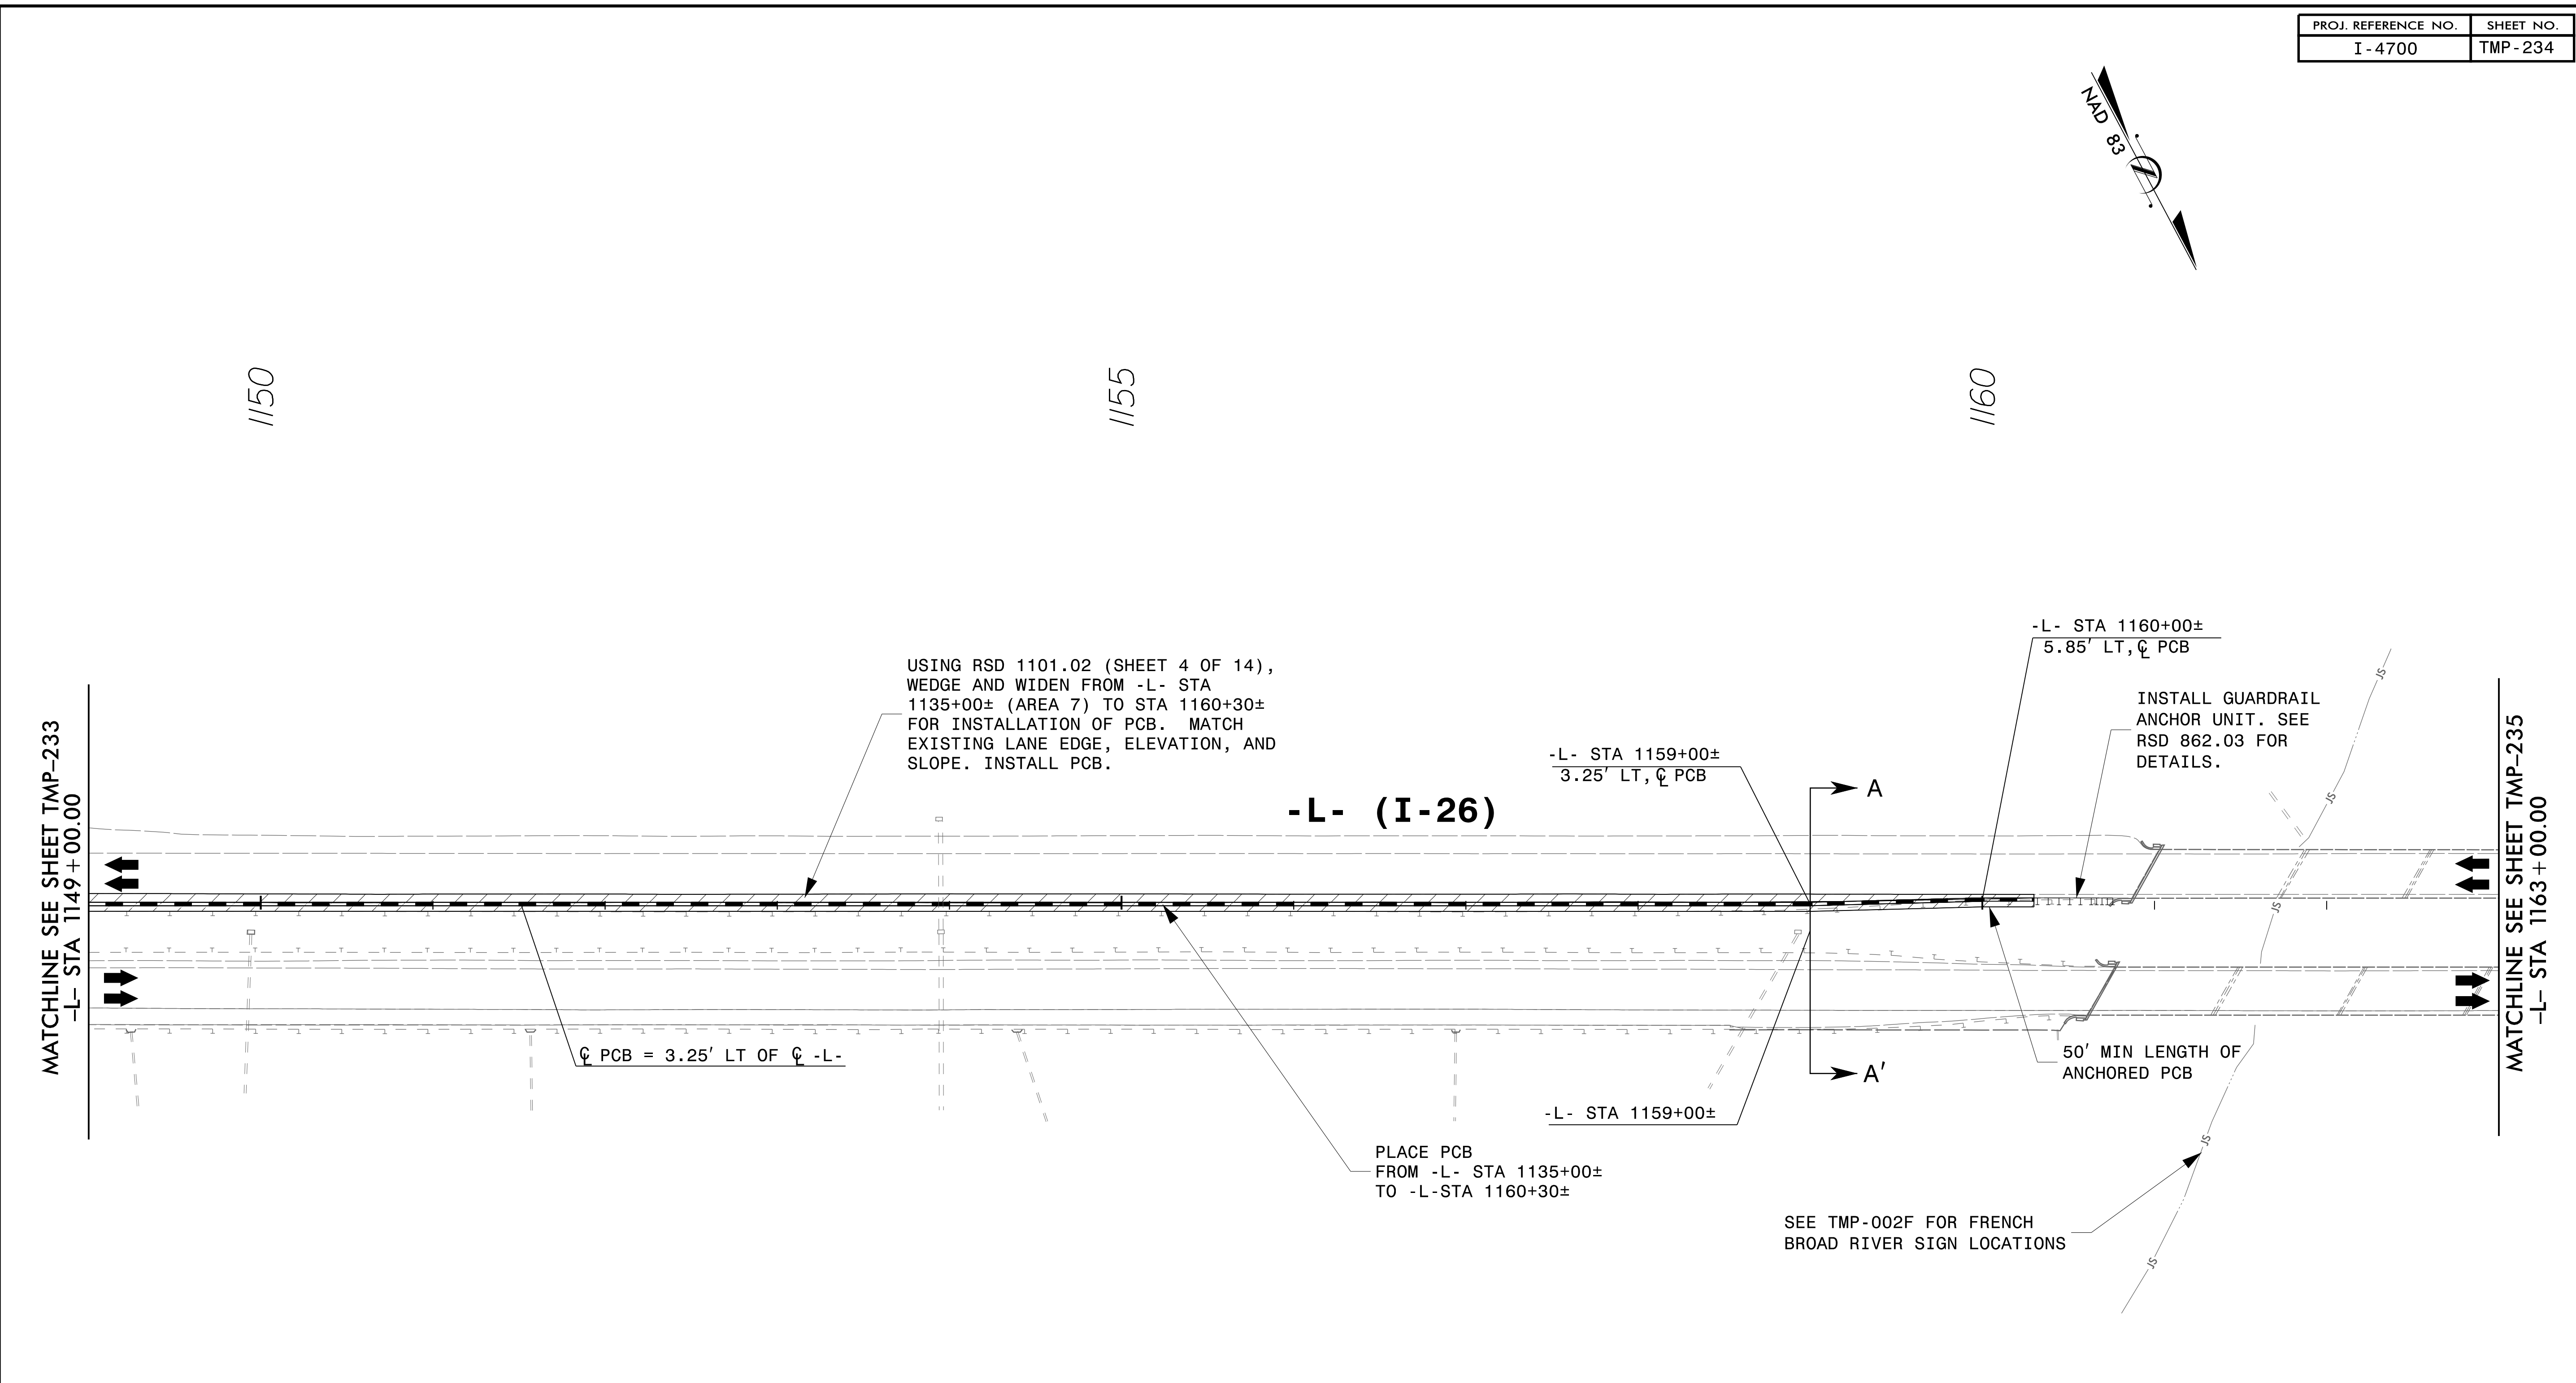 PROJ. REFERENCE NO.
SHEET NO.
I-4700
TMP-234
NAD 83
N
1150
1155
1160
-L- STA 1160+00±
5.85' LT, ℄ PCB
USING RSD 1101.02 (SHEET 4 OF 14),
WEDGE AND WIDEN FROM -L- STA
1135+00± (AREA 7) TO STA 1160+30±
FOR INSTALLATION OF PCB. MATCH
EXISTING LANE EDGE, ELEVATION, AND
SLOPE. INSTALL PCB.
INSTALL GUARDRAIL
ANCHOR UNIT. SEE
RSD 862.03 FOR
DETAILS.
-L- STA 1159+00±
3.25' LT, ℄ PCB
-L- (I-26)
A
MATCHLINE SEE SHEET TMP-233
-L- STA 1149+00.00
MATCHLINE SEE SHEET TMP-235
-L- STA 1163+00.00
JS
JS
JS
℄ PCB = 3.25' LT OF ℄ -L-
50' MIN LENGTH OF
ANCHORED PCB
A'
-L- STA 1159+00±
PLACE PCB
FROM -L- STA 1135+00±
TO -L-STA 1160+30±
JS
SEE TMP-002F FOR FRENCH
BROAD RIVER SIGN LOCATIONS
JS